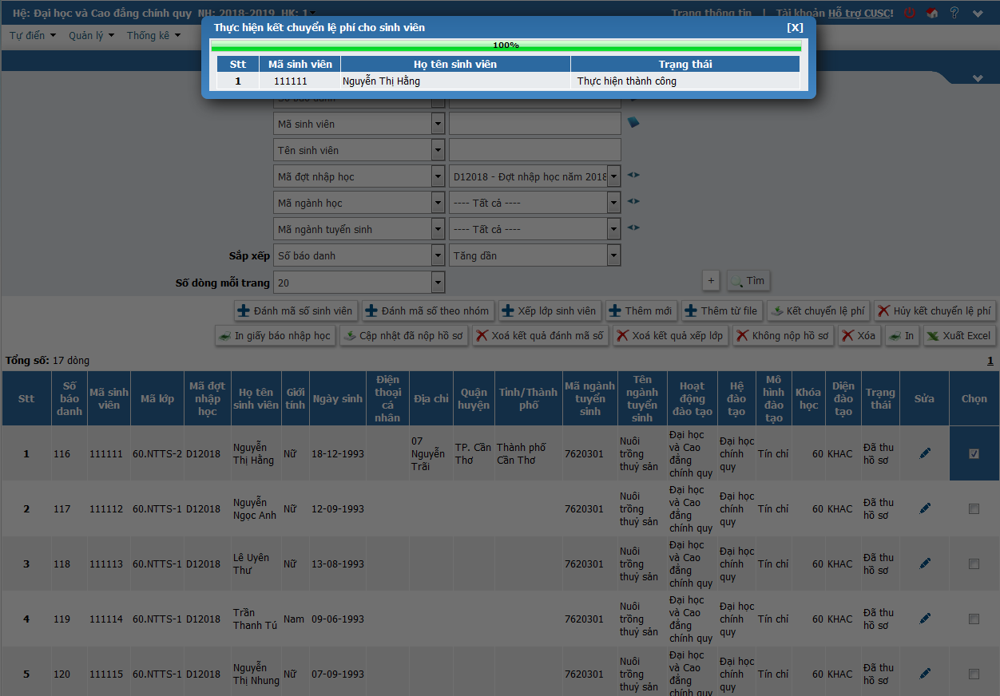 Hệ: Đại học và Cao đẳng chính quy NH: 2018-2019 HK: 1
Trang thông tin | Tài khoản Hỗ trợ CUSC!
Tự điển Quản lý Thống kê
Thực hiện kết chuyển lệ phí cho sinh viên [X]
100%
Stt Mã sinh viên Họ tên sinh viên Trạng thái
1 111111 Nguyễn Thị Hằng Thực hiện thành công
Mã sinh viên
Tên sinh viên
Mã đợt nhập học D12018 - Đợt nhập học năm 2018
Mã ngành học ---- Tất cả ----
Mã ngành tuyển sinh ---- Tất cả ----
Sắp xếp Số báo danh Tăng dần
Số dòng mỗi trang 20 + Tìm
Đánh mã số sinh viên Đánh mã số theo nhóm Xếp lớp sinh viên Thêm mới Thêm từ file Kết chuyển lệ phí Hủy kết chuyển lệ phí
In giấy báo nhập học Cập nhật đã nộp hồ sơ Xoá kết quả đánh mã số Xoá kết quả xếp lớp Không nộp hồ sơ Xóa In Xuất Excel
Tổng số: 17 dòng 1
Stt Số báo danh Mã sinh viên Mã lớp Mã đợt nhập học Họ tên sinh viên Giới tính Ngày sinh Điện thoại cá nhân Địa chỉ Quận huyện Tỉnh/Thành phố Mã ngành tuyển sinh Tên ngành tuyển sinh Hoạt động đào tạo Hệ đào tạo Mô hình đào tạo Khóa học Diện đào tạo Trạng thái Sửa Chọn
1 116 111111 60.NTTS-2 D12018 Nguyễn Thị Hằng Nữ 18-12-1993 07 Nguyễn Trãi TP. Cần Thơ Thành phố Cần Thơ 7620301 Nuôi trồng thuỷ sản Đại học và Cao đẳng chính quy Đại học chính quy Tín chỉ 60 KHAC Đã thu hồ sơ
2 117 111112 60.NTTS-1 D12018 Nguyễn Ngọc Anh Nữ 12-09-1993 7620301 Nuôi trồng thuỷ sản Đại học và Cao đẳng chính quy Đại học chính quy Tín chỉ 60 KHAC Đã thu hồ sơ
3 118 111113 60.NTTS-1 D12018 Lê Uyên Thư Nữ 13-08-1993 7620301 Nuôi trồng thuỷ sản Đại học và Cao đẳng chính quy Đại học chính quy Tín chỉ 60 KHAC Đã thu hồ sơ
4 119 111114 60.NTTS-1 D12018 Trần Thanh Tú Nam 09-06-1993 7620301 Nuôi trồng thuỷ sản Đại học và Cao đẳng chính quy Đại học chính quy Tín chỉ 60 KHAC Đã thu hồ sơ
5 120 111115 60.NTTS-1 D12018 Nguyễn Thị Nhung Nữ 07-09-1993 7620301 Nuôi trồng thuỷ sản Đại học và Cao đẳng chính quy Đại học chính quy Tín chỉ 60 KHAC Đã thu hồ sơ